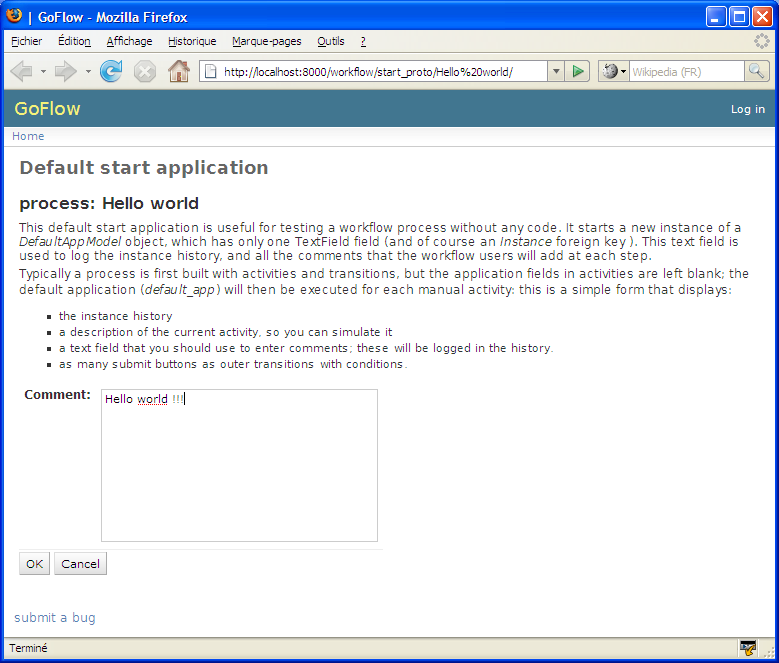 | GoFlow - Mozilla Firefox
Fichier Édition Affichage Historique Marque-pages Outils ?
http://localhost:8000/workflow/start_proto/Hello%20world/ Wikipedia (FR)
GoFlow Log in
Home
Default start application
process: Hello world
This default start application is useful for testing a workflow process without any code. It starts a new instance of a
DefaultAppModel object, which has only one TextField field (and of course an Instance foreign key ). This text field is
used to log the instance history, and all the comments that the workflow users will add at each step.
Typically a process is first built with activities and transitions, but the application fields in activities are left blank; the
default application (default_app ) will then be executed for each manual activity: this is a simple form that displays:
the instance history
a description of the current activity, so you can simulate it
a text field that you should use to enter comments; these will be logged in the history.
as many submit buttons as outer transitions with conditions.
Comment: Hello world !!!
OK Cancel
submit a bug
Terminé